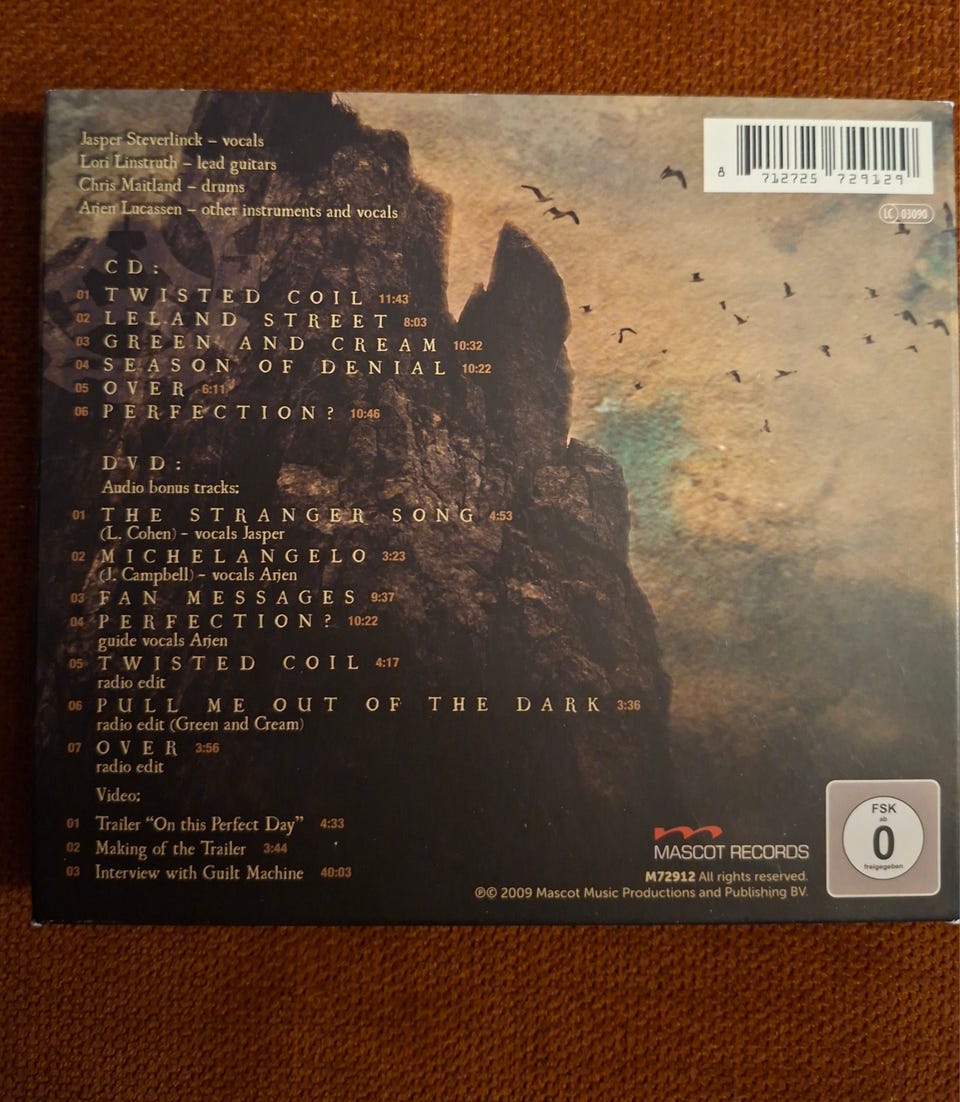 Jasper Steverlinck – vocals
Lori Linstruth – lead guitars
Chris Maitland – drums
Arjen Lucassen – other instruments and vocals
8 712725 729129
LC 03090
CD:
01 TWISTED COIL 11:43
02 LELAND STREET 8:03
03 GREEN AND CREAM 10:32
04 SEASON OF DENIAL 10:22
05 OVER 6:11
06 PERFECTION? 10:46
DVD:
Audio bonus tracks:
01 THE STRANGER SONG 4:53
(L. Cohen) – vocals Jasper
02 MICHELANGELO 3:23
(J. Campbell) – vocals Arjen
03 FAN MESSAGES 9:37
04 PERFECTION? 10:22
guide vocals Arjen
05 TWISTED COIL 4:17
radio edit
06 PULL ME OUT OF THE DARK 3:36
radio edit (Green and Cream)
07 OVER 3:56
radio edit
Video:
01 Trailer “On this Perfect Day” 4:33
02 Making of the Trailer 3:44
03 Interview with Guilt Machine 40:03
MASCOT RECORDS
M72912 All rights reserved.
℗© 2009 Mascot Music Productions and Publishing BV.
FSK
ab
0
freigegeben